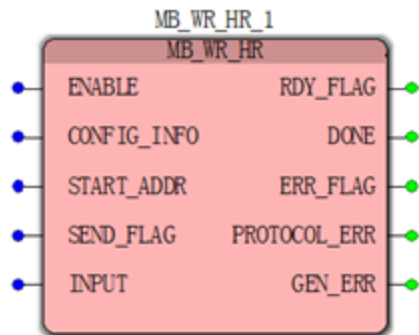 MB_WR_HR_1
MB_WR_HR
ENABLE RDY_FLAG
CONFIG_INFO DONE
START_ADDR ERR_FLAG
SEND_FLAG PROTOCOL_ERR
INPUT GEN_ERR